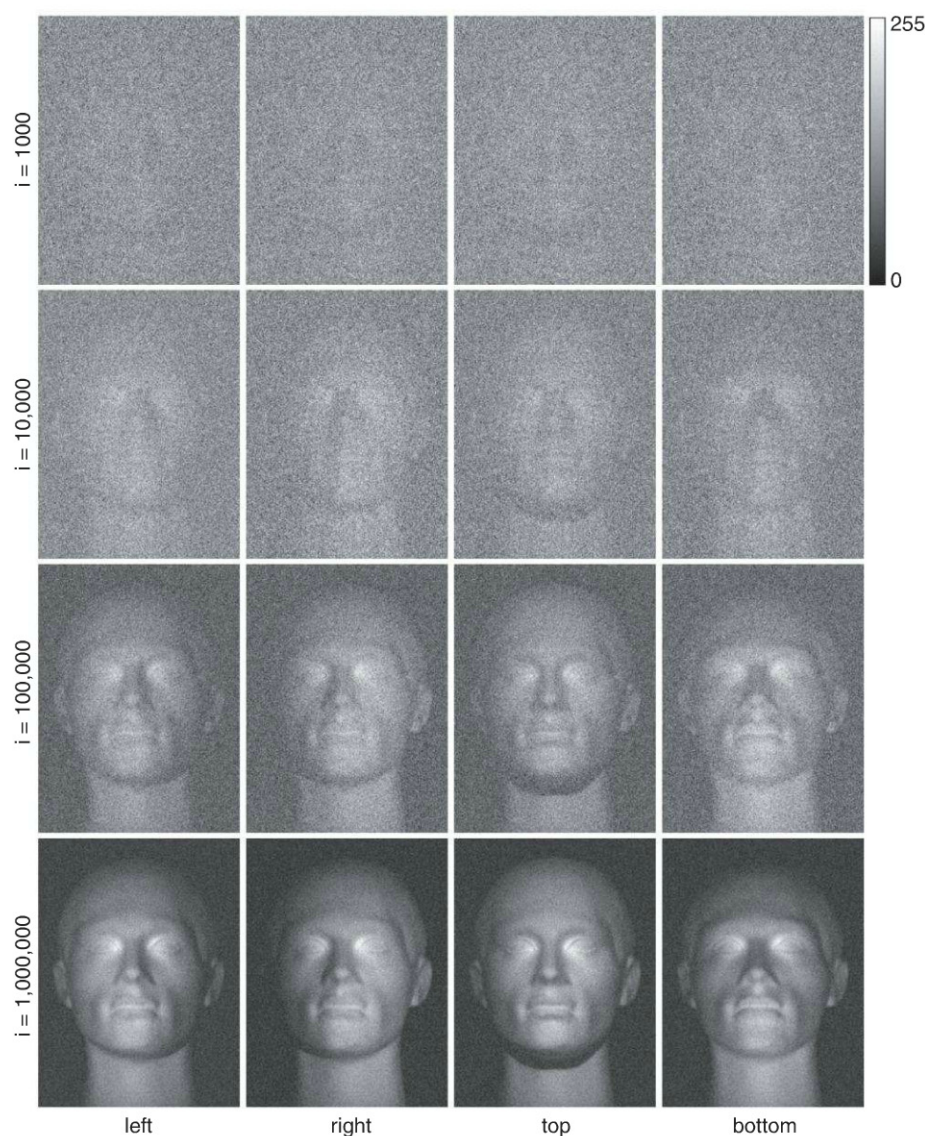 255
0
i = 1000
i = 10,000
i = 100,000
i = 1,000,000
left
right
top
bottom